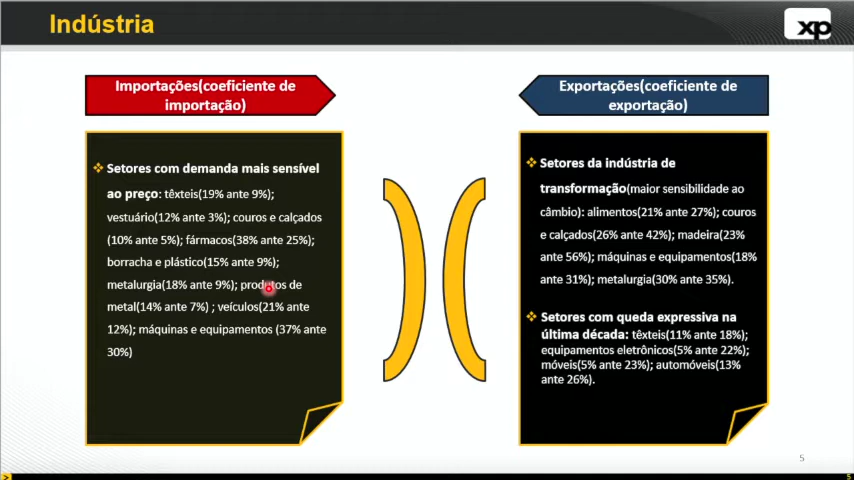 Indústria
xp
Importações(coeficiente de
importação)
Exportações(coeficiente de
exportação)
❖ Setores com demanda mais sensível
ao preço: têxteis(19% ante 9%);
vestuário(12% ante 3%); couros e calçados
(10% ante 5%); fármacos(38% ante 25%);
borracha e plástico(15% ante 9%);
metalurgia(18% ante 9%); produtos de
metal(14% ante 7%) ; veículos(21% ante
12%); máquinas e equipamentos (37% ante
30%)
❖ Setores da indústria de
transformação(maior sensibilidade ao
câmbio): alimentos(21% ante 27%); couros
e calçados(26% ante 42%); madeira(23%
ante 56%); máquinas e equipamentos(18%
ante 31%); metalurgia(30% ante 35%).
❖ Setores com queda expressiva na
última década: têxteis(11% ante 18%);
equipamentos eletrônicos(5% ante 22%);
móveis(5% ante 23%); automóveis(13%
ante 26%).
5
>
5